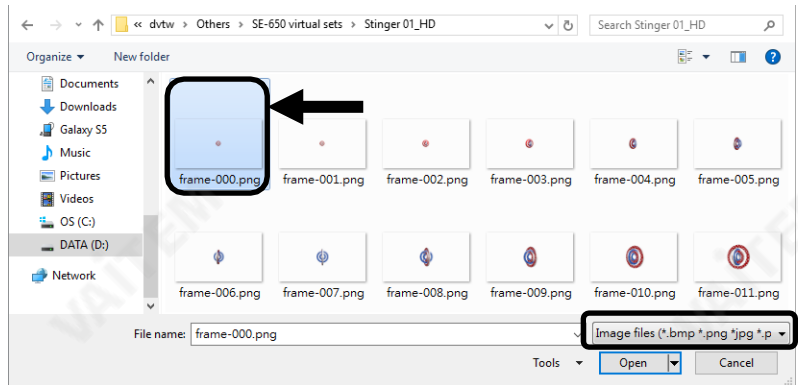 « dvtw > Others > SE-650 virtual sets > Stinger 01_HD
Search Stinger 01_HD
Organize
New folder
?
Documents
Downloads
Galaxy S5
Music
Pictures
Videos
OS (C:)
DATA (D:)
Network
frame-000.png frame-001.png frame-002.png frame-003.png frame-004.png frame-005.png
frame-006.png frame-007.png frame-008.png frame-009.png frame-010.png frame-011.png
File name: frame-000.png
Image files (*.bmp *.png *jpg *.p
Tools
Open
Cancel
VAITEM
VAITEM